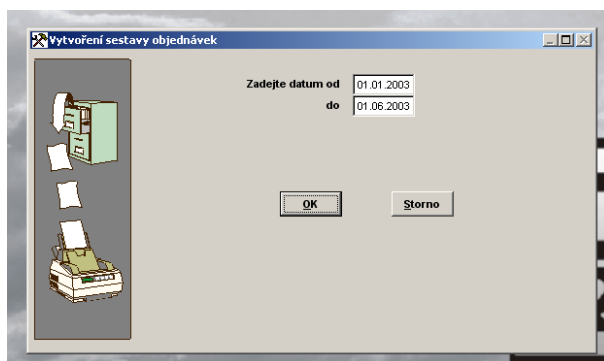 Vytvoření sestavy objednávek
Zadejte datum od 01.01.2003
do 01.06.2003
OK Storno